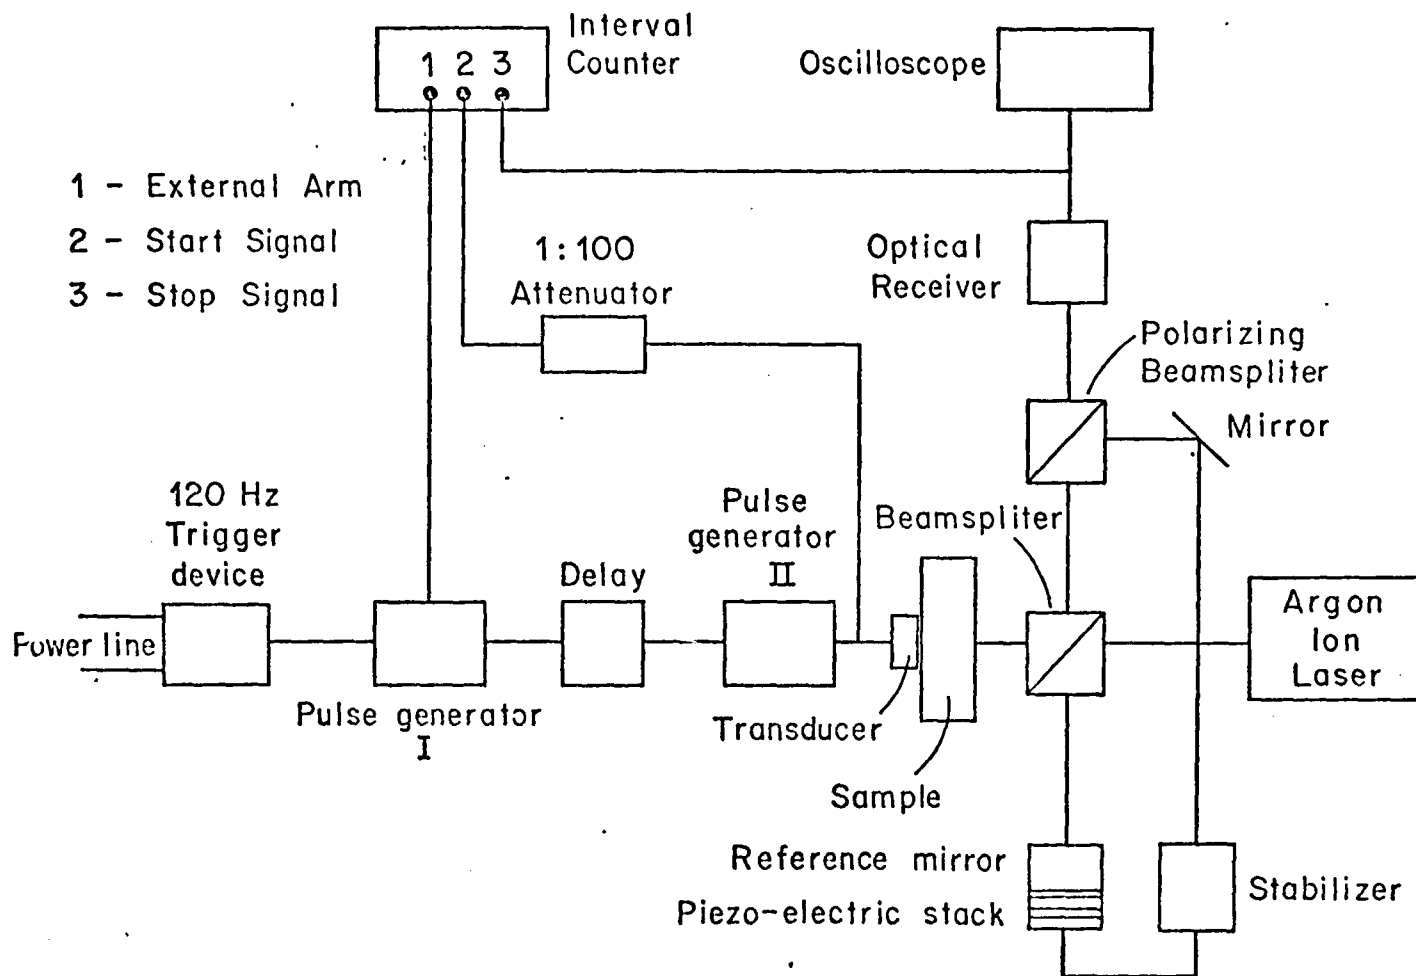 Interval
Counter
1 2 3
Oscilloscope
1 - External Arm
2 - Start Signal
3 - Stop Signal
1:100
Attenuator
Optical
Receiver
Polarizing
Beamspliter
Mirror
120 Hz
Trigger
device
Pulse
generator
II
Beamspliter
Delay
Argon
Ion
Laser
Power line
Pulse generator
I
Transducer
Sample
Reference mirror
Piezo-electric stack
Stabilizer